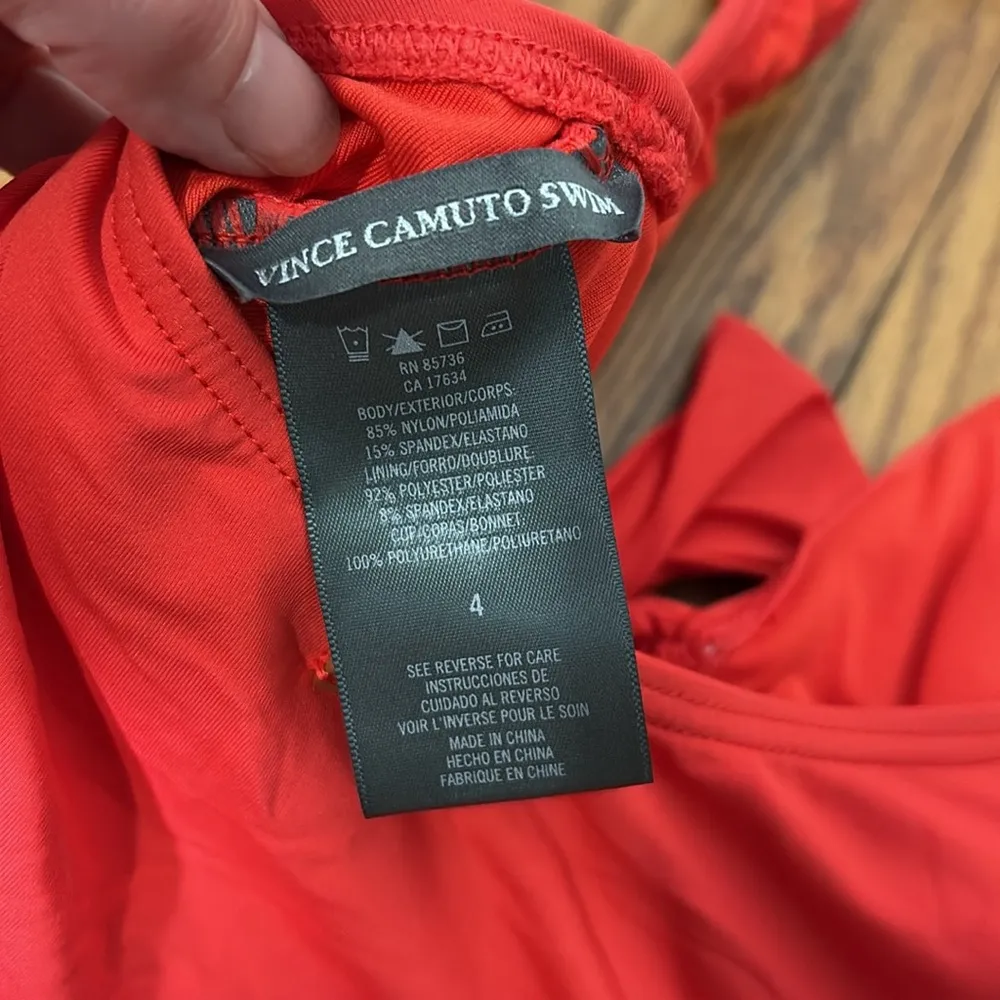 VINCE CAMUTO SWIM
RN 85736
CA 17634
BODY/EXTERIOR/CORPS
85% NYLON/POLIAMIDA
15% SPANDEX/ELASTANO
LINING/FORRO/DOUBLURE
92% POLYESTER/POLIESTER
8% SPANDEX/ELASTANO
CUP/COPAS/BONNET
100% POLYURETHANE/POLIURETANO
4
SEE REVERSE FOR CARE
INSTRUCCIONES DE
CUIDADO AL REVERSO
VOIR L'INVERSE POUR LE SOIN
MADE IN CHINA
HECHO EN CHINA
FABRIQUE EN CHINE